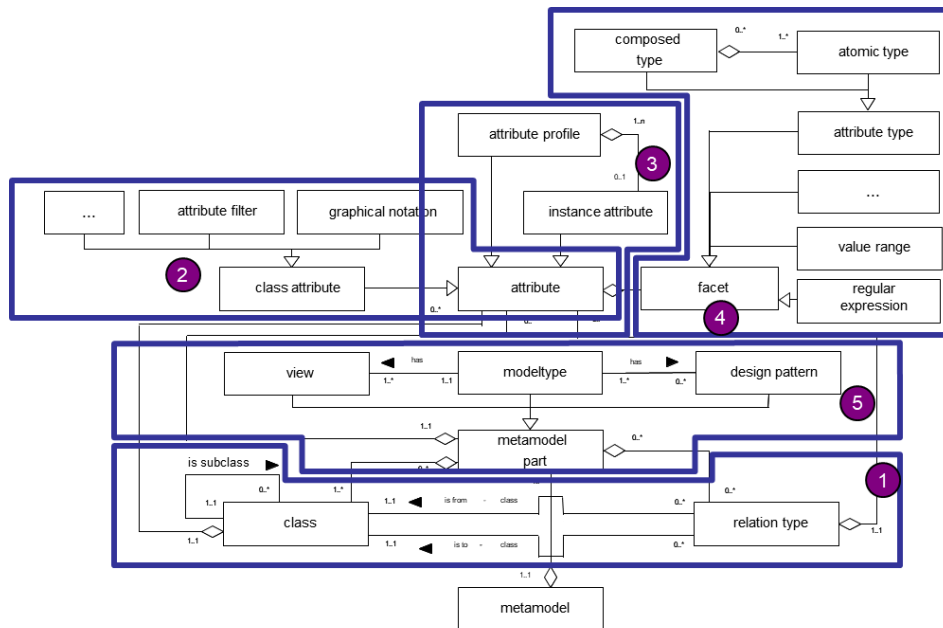 composed
type
0..*
1..*
atomic type
attribute profile
1..n
attribute type
3
0..1
...
attribute filter
graphical notation
instance attribute
...
value range
2
class attribute
attribute
facet
regular
expression
4
0..*
0..
has
has
view
1..*
1..1
modeltype
1..*
0..*
design pattern
5
1..1
metamodel
part
0..*
0..*
is subclass
0..*
1..*
0..*
1
1..1
1..1
is from - class
0..*
class
relation type
1..1
1..1
is to - class
0..*
1..1
1..1
metamodel